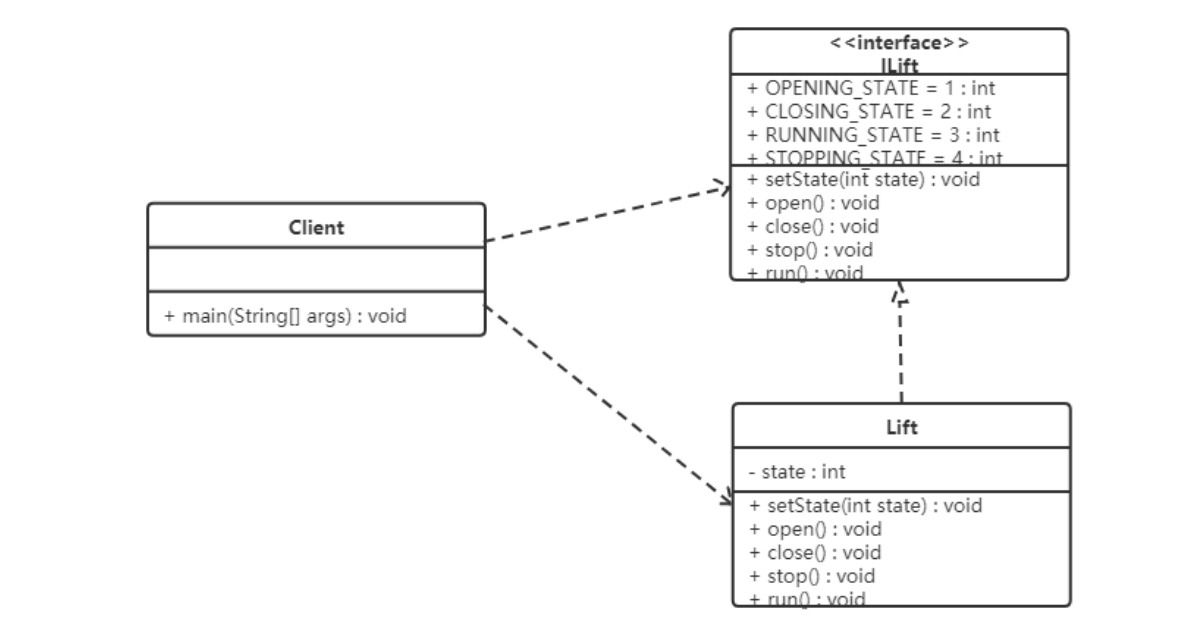 Client
+ main(String[] args) : void
<<interface>>
ILift
+ OPENING_STATE = 1 : int
+ CLOSING_STATE = 2 : int
+ RUNNING_STATE = 3 : int
+ STOPPING_STATE = 4 : int
+ setState(int state) : void
+ open() : void
+ close() : void
+ stop() : void
+ run() : void
Lift
- state : int
+ setState(int state) : void
+ open() : void
+ close() : void
+ stop() : void
+ run() : void